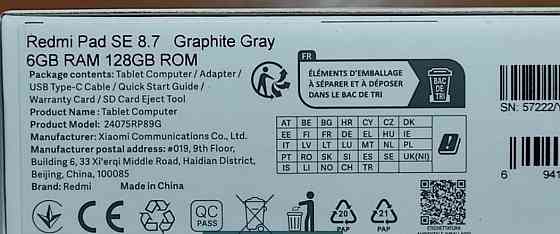 Redmi Pad SE 8.7 Graphite Gray
6GB RAM 128GB ROM
Package contents: Tablet Computer / Adapter /
USB Type-C Cable / Quick Start Guide /
Warranty Card / SD Card Eject Tool
Product Name: Tablet Computer
Product Model: 24075RP89G
Manufacturer: Xiaomi Communications Co., Ltd.
Manufacturer postal address: #019, 9th Floor,
Building 6, 33 Xi'erqi Middle Road, Haidian District,
Beijing, China, 100085
Brand: Redmi Made in China
FR
ÉLÉMENTS D'EMBALLAGE
À SÉPARER ET À DÉPOSER
DANS LE BAC DE TRI
BAC
DE
TRI
AT BE BG HR CY CZ DK
EE FI FR DE EL HU IE
IT LV LT LU MT NL PL
PT RO SK SI ES SE UK(NI)
IS LI NO CH TR
SN: 57222/
6 941
QC
PASS
20
PAP
21
PAP
ETICHETTATURA